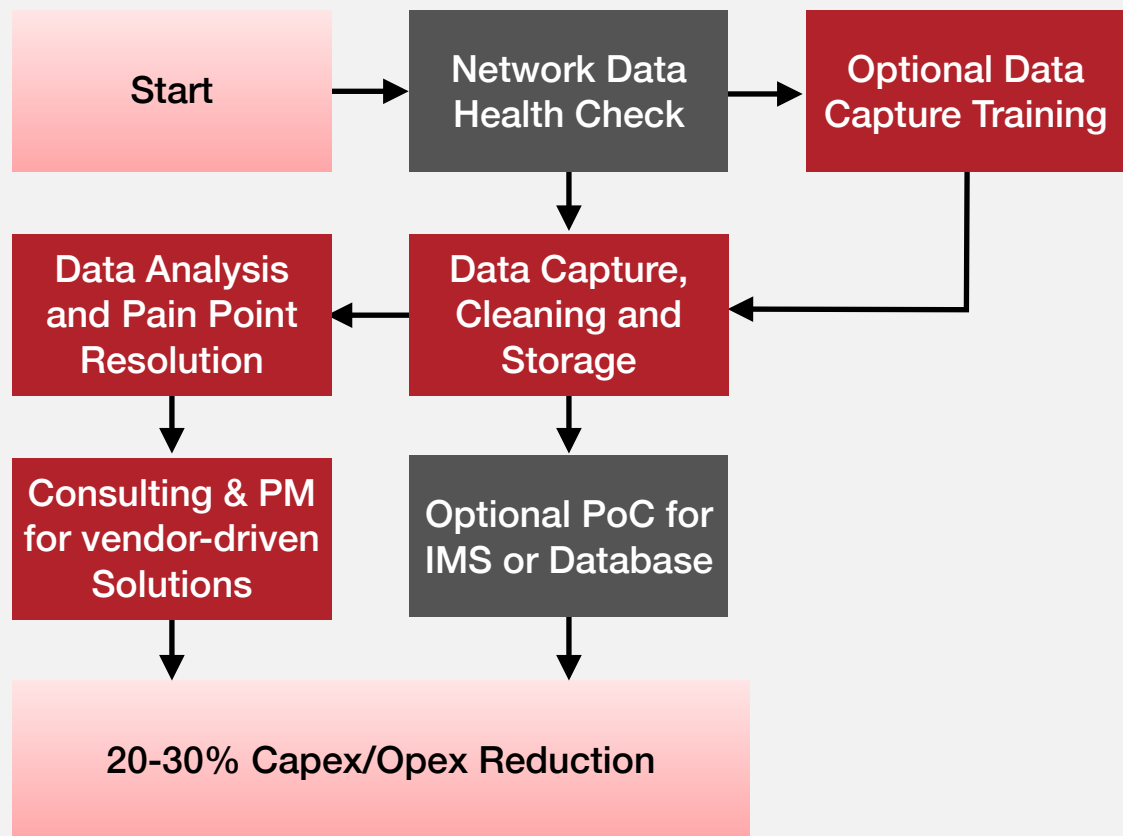 Start
Network Data
Health Check
Optional Data
Capture Training
Data Analysis
and Pain Point
Resolution
Data Capture,
Cleaning and
Storage
Consulting & PM
for vendor-driven
Solutions
Optional PoC for
IMS or Database
20-30% Capex/Opex Reduction